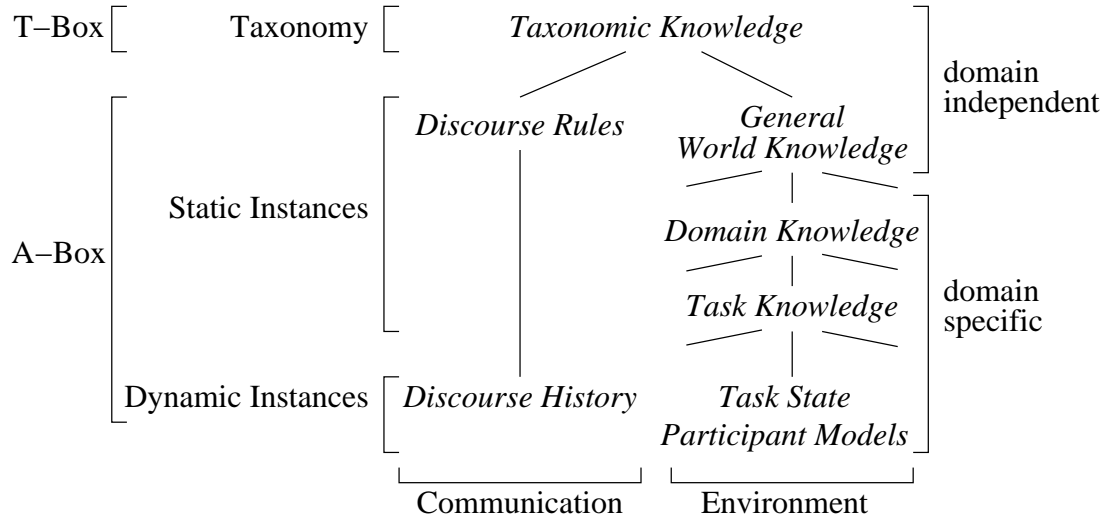 T–Box Taxonomy Taxonomic Knowledge
domain
independent
Discourse Rules General
World Knowledge
Static Instances
Domain Knowledge
A–Box
Task Knowledge domain
specific
Dynamic Instances Discourse History Task State
Participant Models
Communication Environment